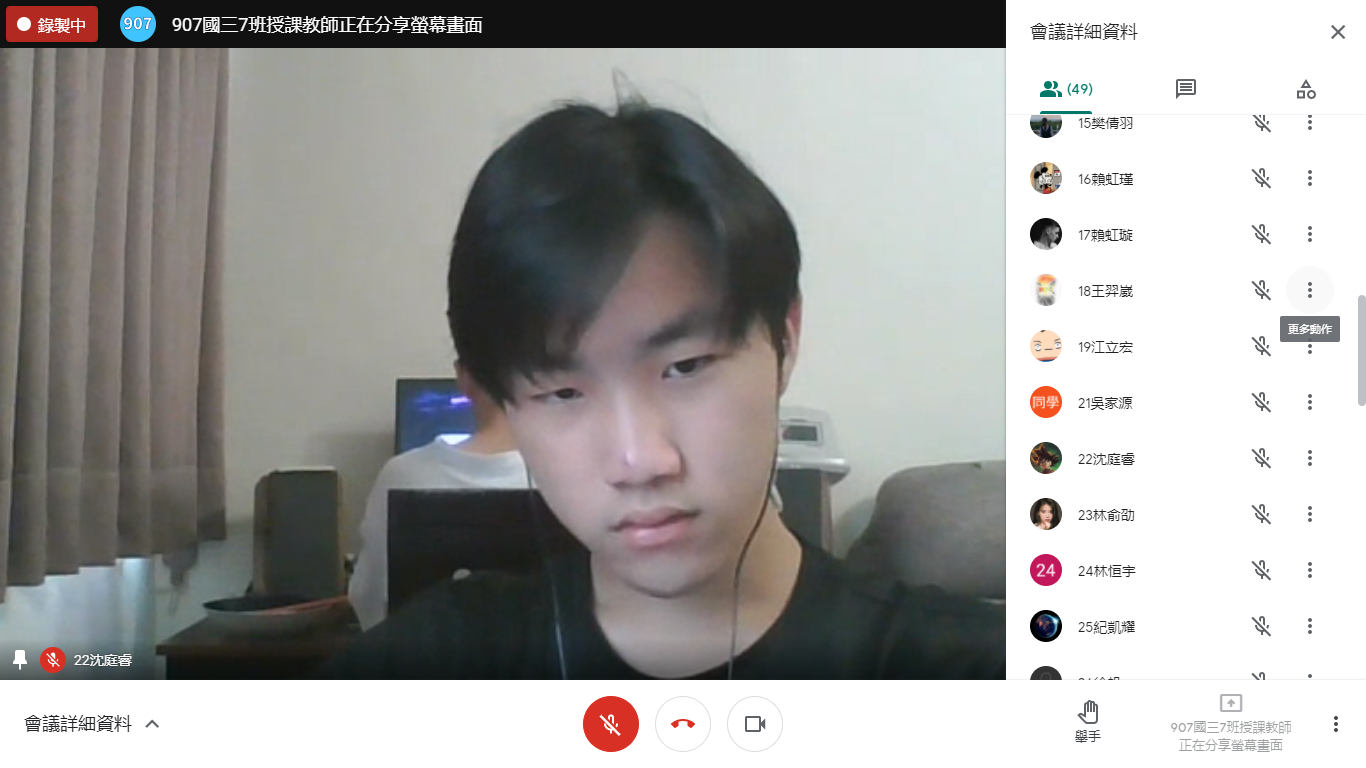 錄製中
907
907國三7班授課教師正在分享螢幕畫面
會議詳細資料
(49)
15樊倩羽
16賴虹瑾
17賴虹璇
18王羿崴
更多動作
19江立宏
同學
21吳家源
22沈庭睿
23林俞劭
24
24林恒宇
25紀凱耀
22沈庭睿
會議詳細資料
舉手
907國三7班授課教師
正在分享螢幕畫面